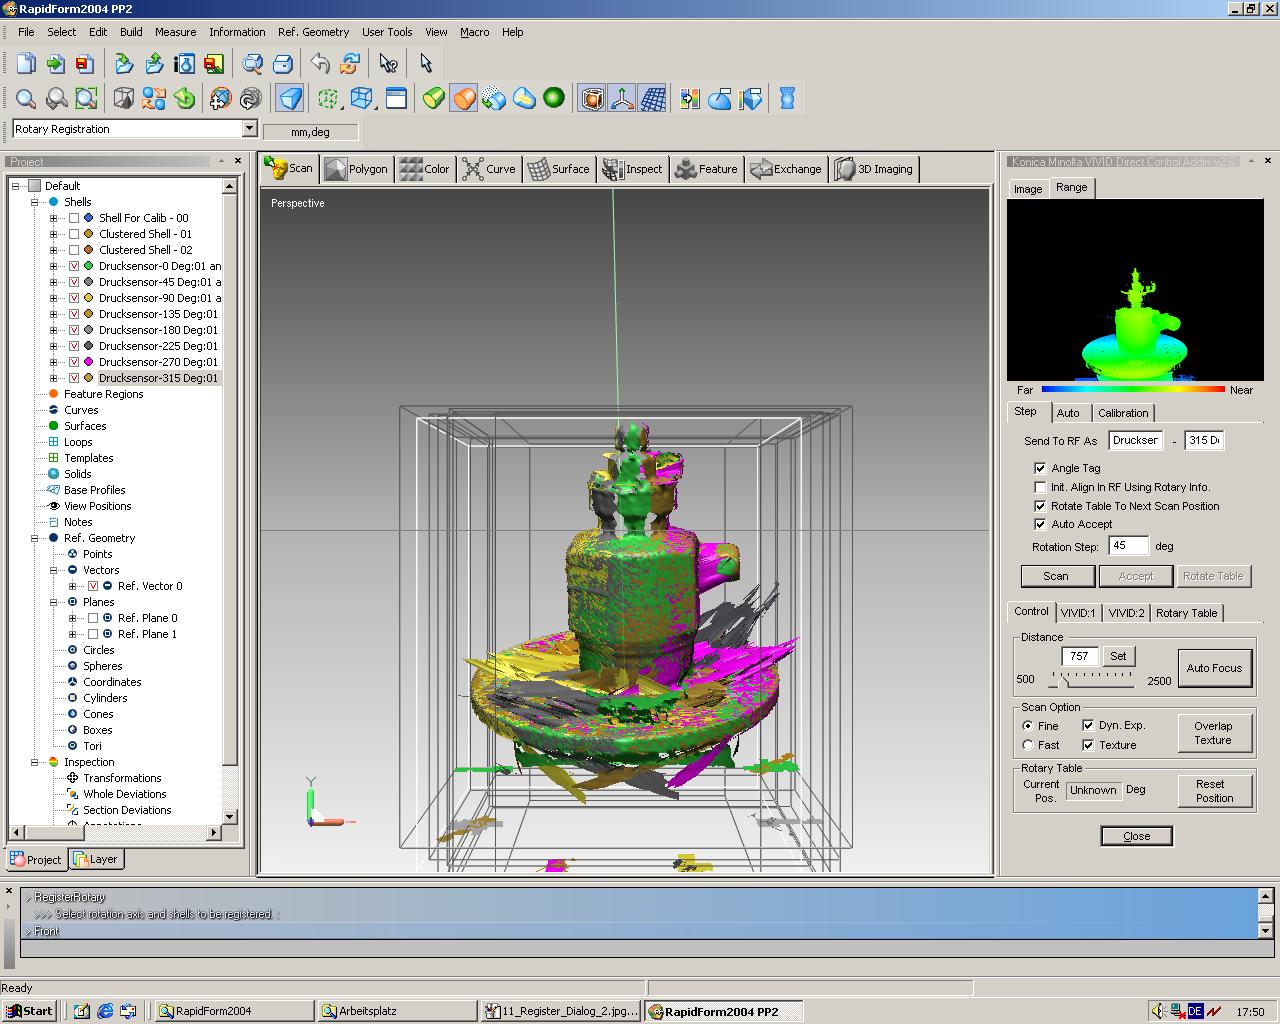 RapidForm2004 PP2
File Select Edit Build Measure Information Ref. Geometry User Tools View Macro Help
Rotary Registration
mm,deg
Project
Default
Shells
Shell For Calib - 00
Clustered Shell - 01
Clustered Shell - 02
Drucksensor-0 Deg:01 an
Drucksensor-45 Deg:01 a
Drucksensor-90 Deg:01 a
Drucksensor-135 Deg:01
Drucksensor-180 Deg:01
Drucksensor-225 Deg:01
Drucksensor-270 Deg:01
Drucksensor-315 Deg:01
Feature Regions
Curves
Surfaces
Loops
Templates
Solids
Base Profiles
View Positions
Notes
Ref. Geometry
Points
Vectors
Ref. Vector 0
Planes
Ref. Plane 0
Ref. Plane 1
Circles
Spheres
Coordinates
Cylinders
Cones
Boxes
Tori
Inspection
Transformations
Whole Deviations
Section Deviations
Project Layer
Scan Polygon Color Curve Surface Inspect Feature Exchange 3D Imaging
Perspective
Y
Konica Minolta VIVID Direct Control Addin v2.6
Image Range
Far Near
Step Auto Calibration
Send To RF As Drucksen - 315 D
Angle Tag
Init. Align In RF Using Rotary Info.
Rotate Table To Next Scan Position
Auto Accept
Rotation Step: 45 deg
Scan Accept Rotate Table
Control VIVID:1 VIVID:2 Rotary Table
Distance
757 Set Auto Focus
500 2500
Scan Option
Fine Dyn. Exp. Overlap Texture
Fast Texture
Rotary Table
Current Pos. Unknown Deg Reset Position
Close
> RegisterRotary
>>> Select rotation axis and shells to be registered. :
> Front
Ready
Start RapidForm2004 Arbeitsplatz 11_Register_Dialog_2.jpg... RapidForm2004 PP2 DE 17:50